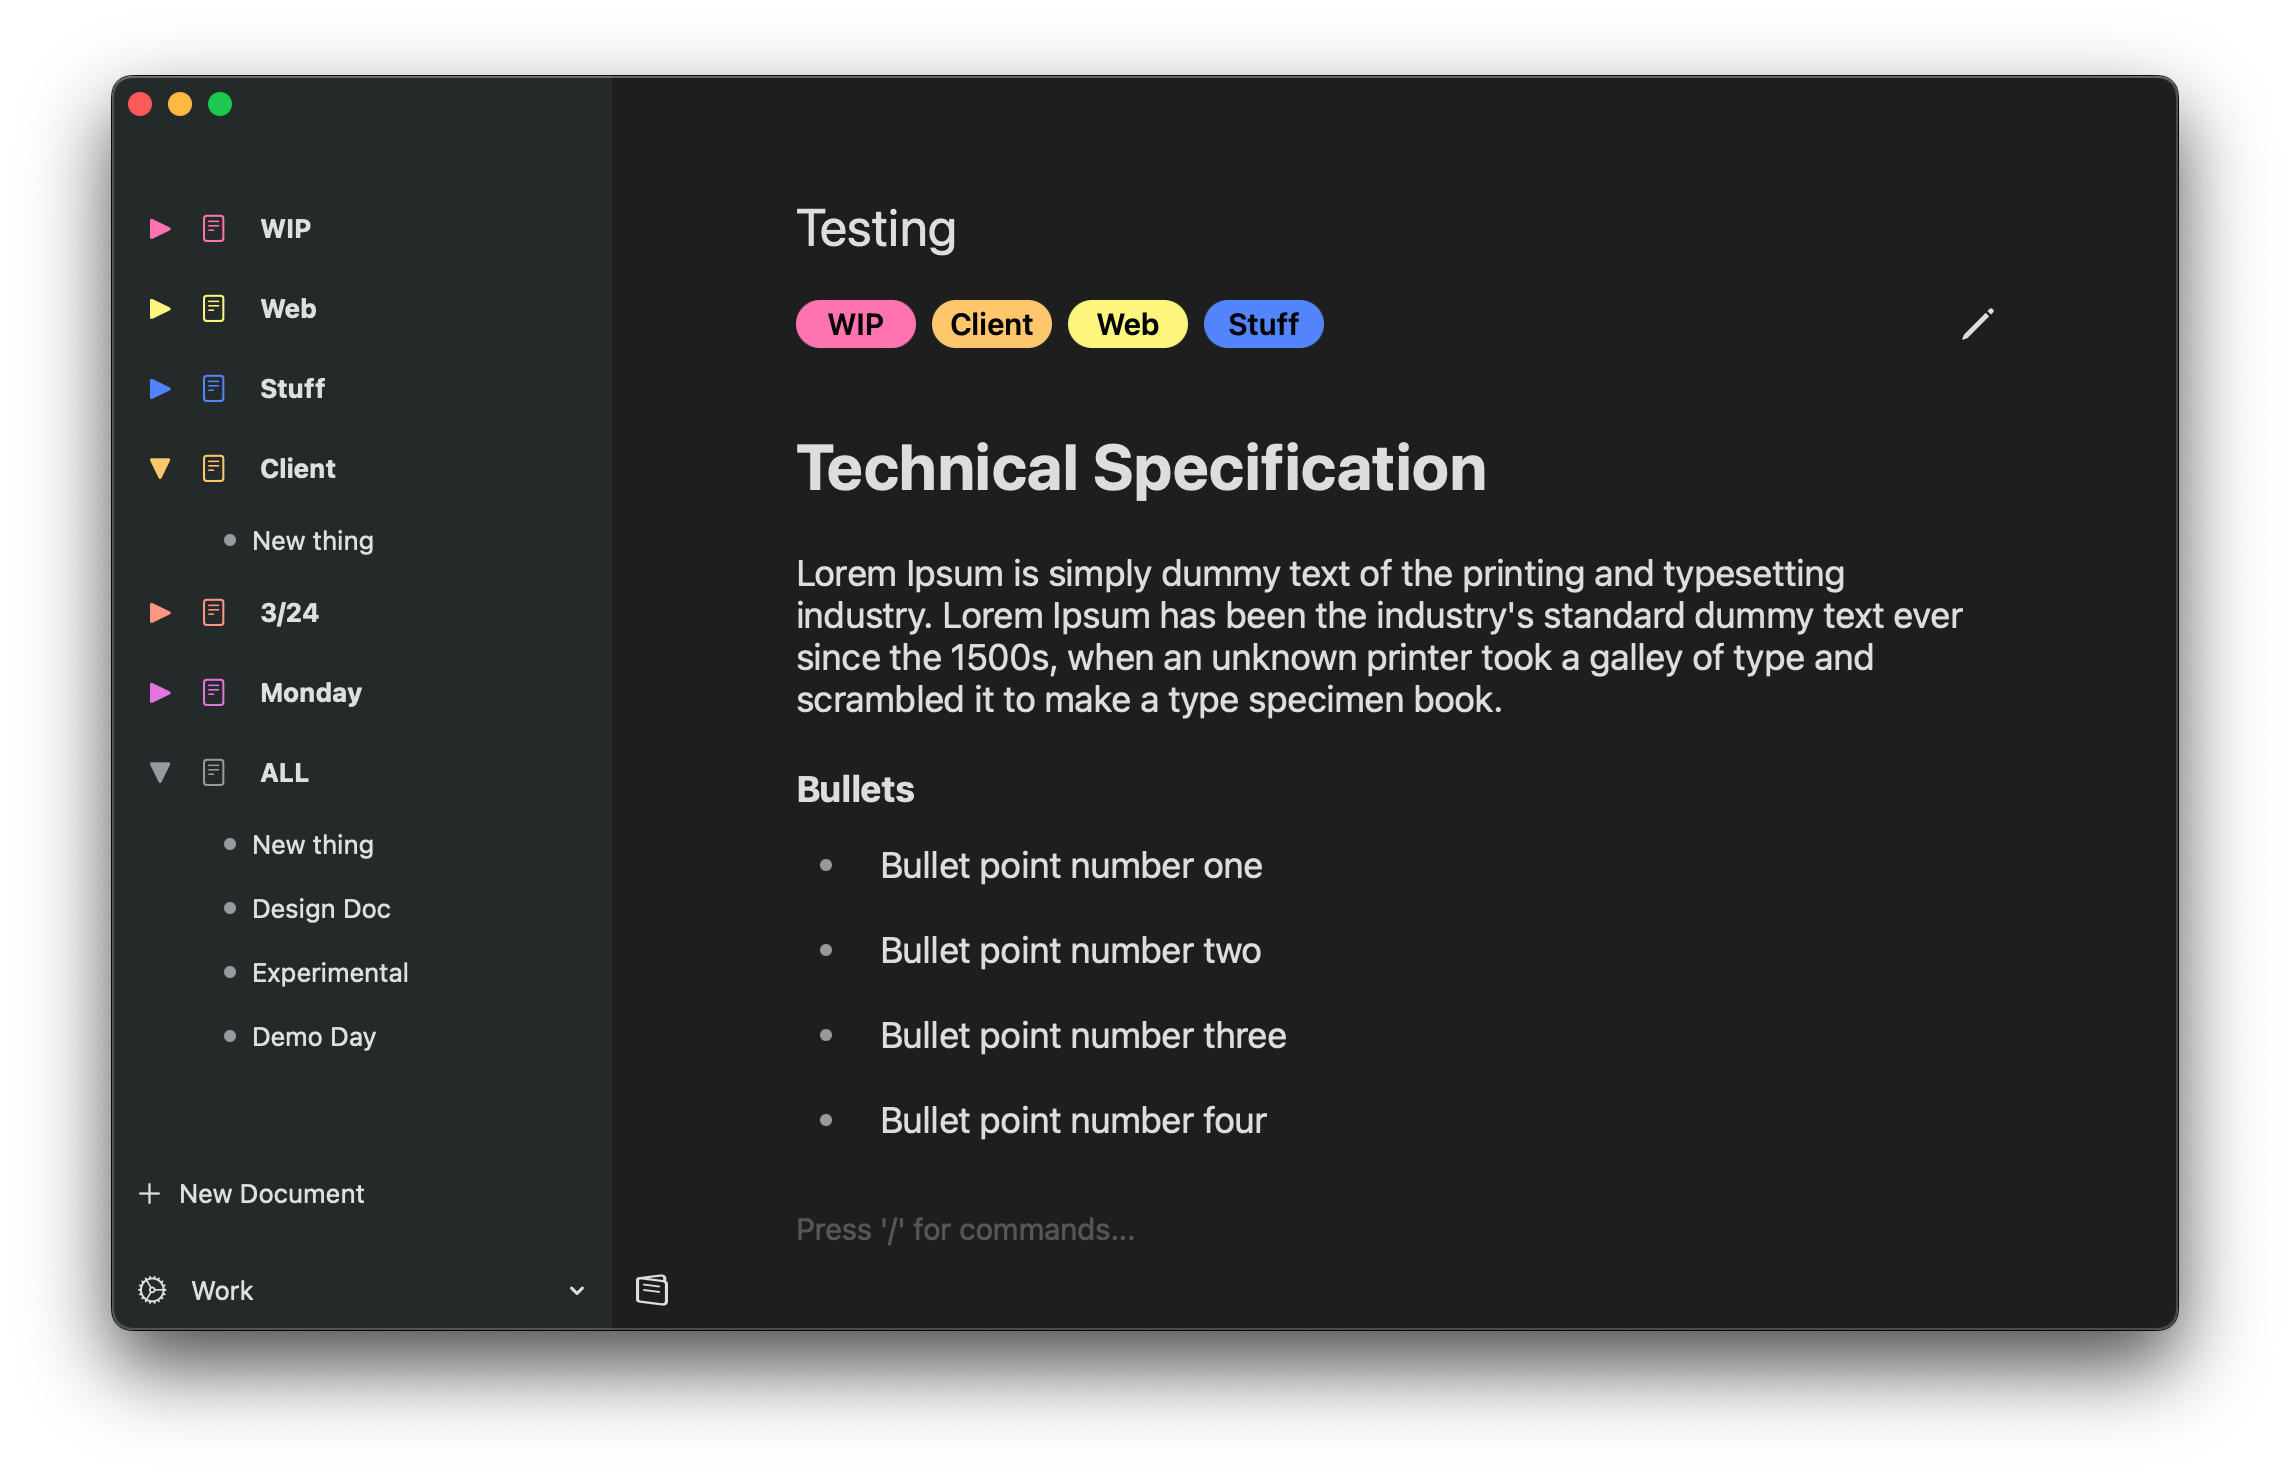 WIP
Web
Stuff
Client
New thing
3/24
Monday
ALL
New thing
Design Doc
Experimental
Demo Day
New Document
Work
Testing
WIP Client Web Stuff
Technical Specification
Lorem Ipsum is simply dummy text of the printing and typesetting
industry. Lorem Ipsum has been the industry's standard dummy text ever
since the 1500s, when an unknown printer took a galley of type and
scrambled it to make a type specimen book.
Bullets
Bullet point number one
Bullet point number two
Bullet point number three
Bullet point number four
Press '/' for commands...